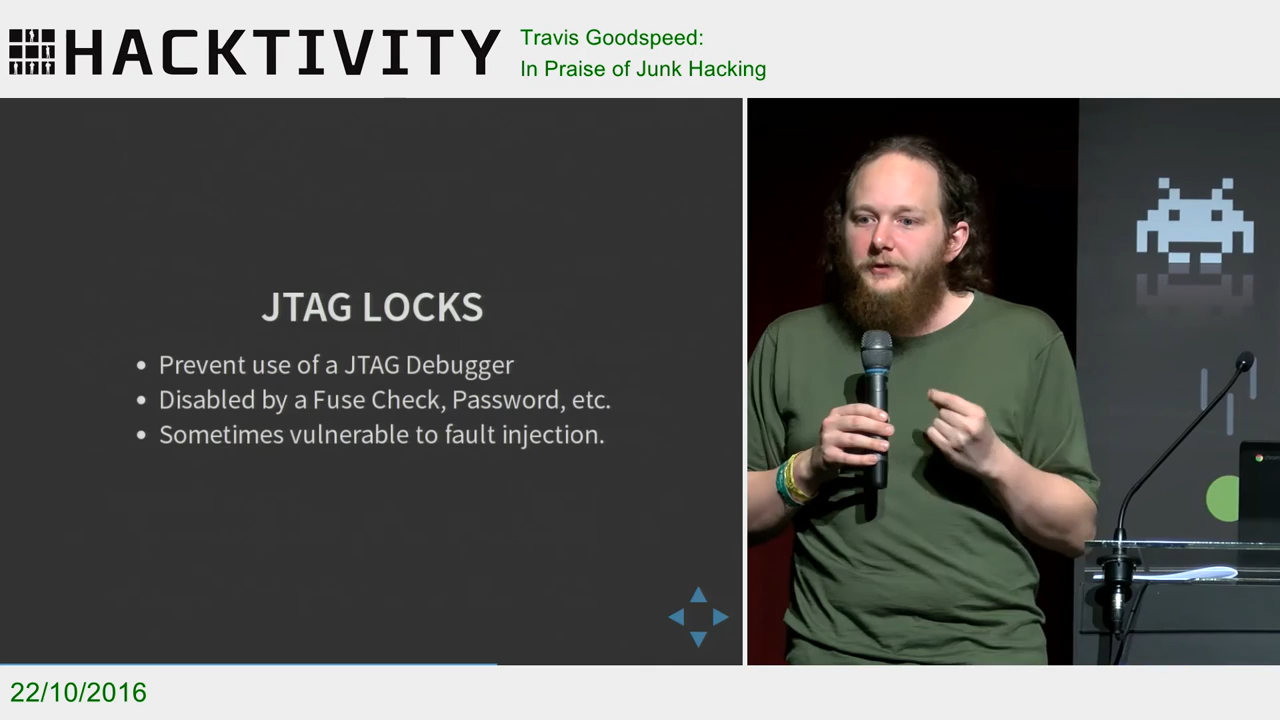 HACKTIVITY
Travis Goodspeed:
In Praise of Junk Hacking
JTAG LOCKS
• Prevent use of a JTAG Debugger
• Disabled by a Fuse Check, Password, etc.
• Sometimes vulnerable to fault injection.
22/10/2016